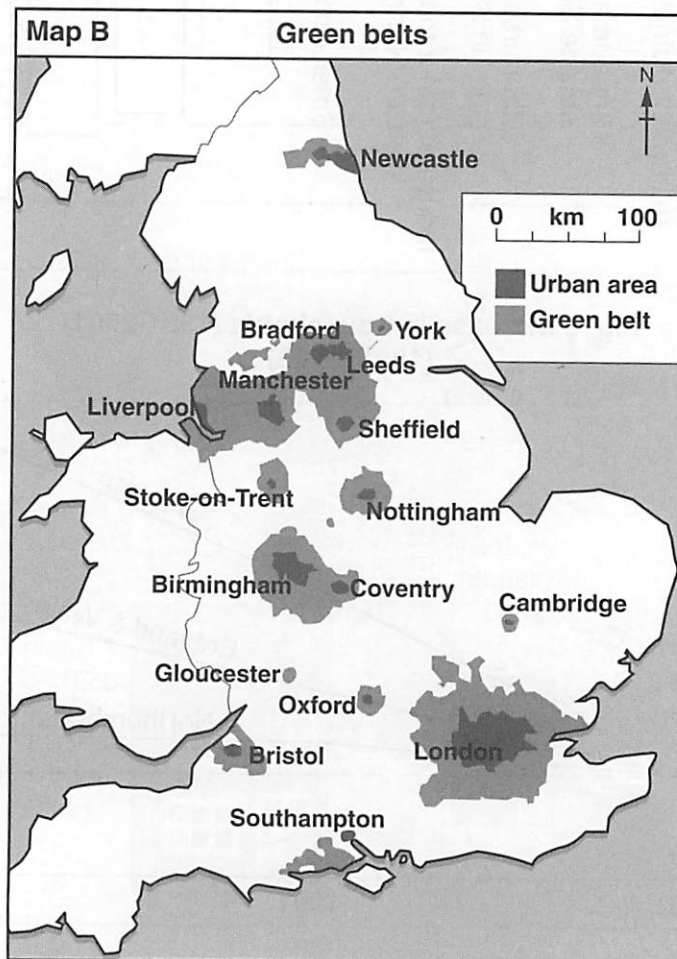 Map B
Green belts
N
Newcastle
0 km 100
Urban area
Green belt
Bradford
York
Leeds
Manchester
Liverpool
Sheffield
Stoke-on-Trent
Nottingham
Birmingham
Coventry
Cambridge
Gloucester
Oxford
London
Bristol
Southampton